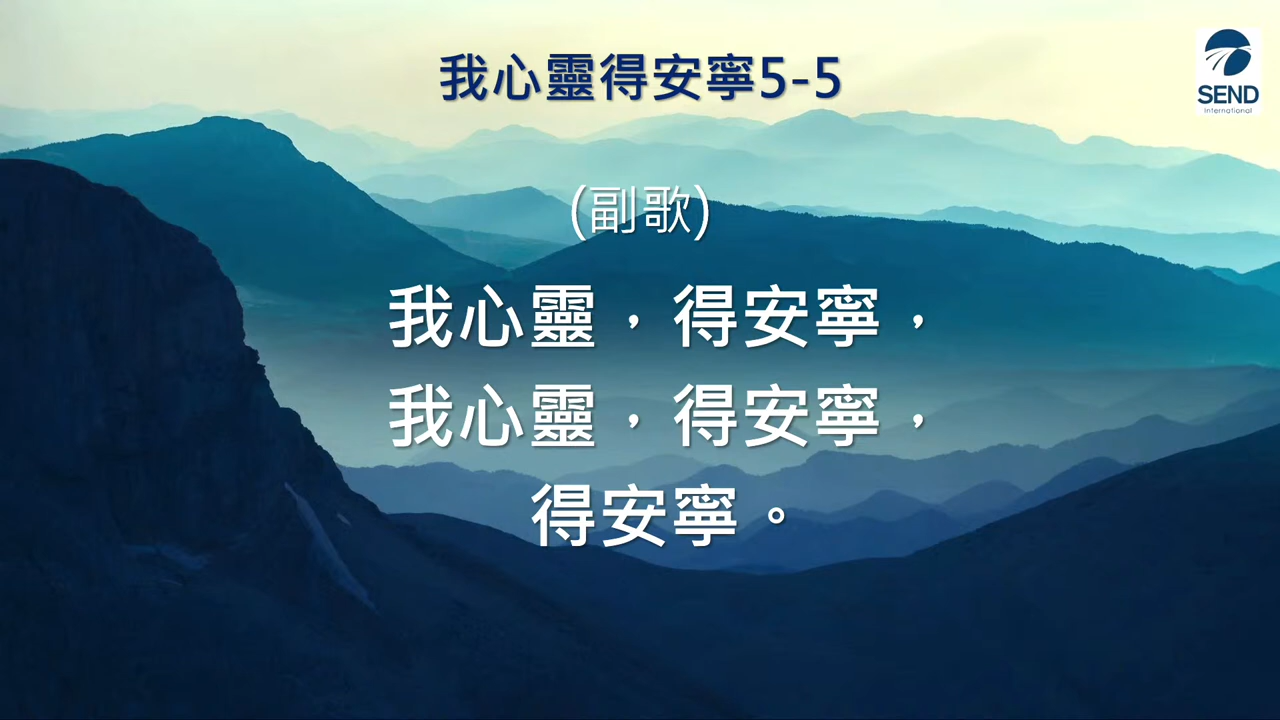 我心靈得安寧5-5
SEND
International
(副歌)
我心�，得安寧，
我心靈，得安寧，
得安寧。